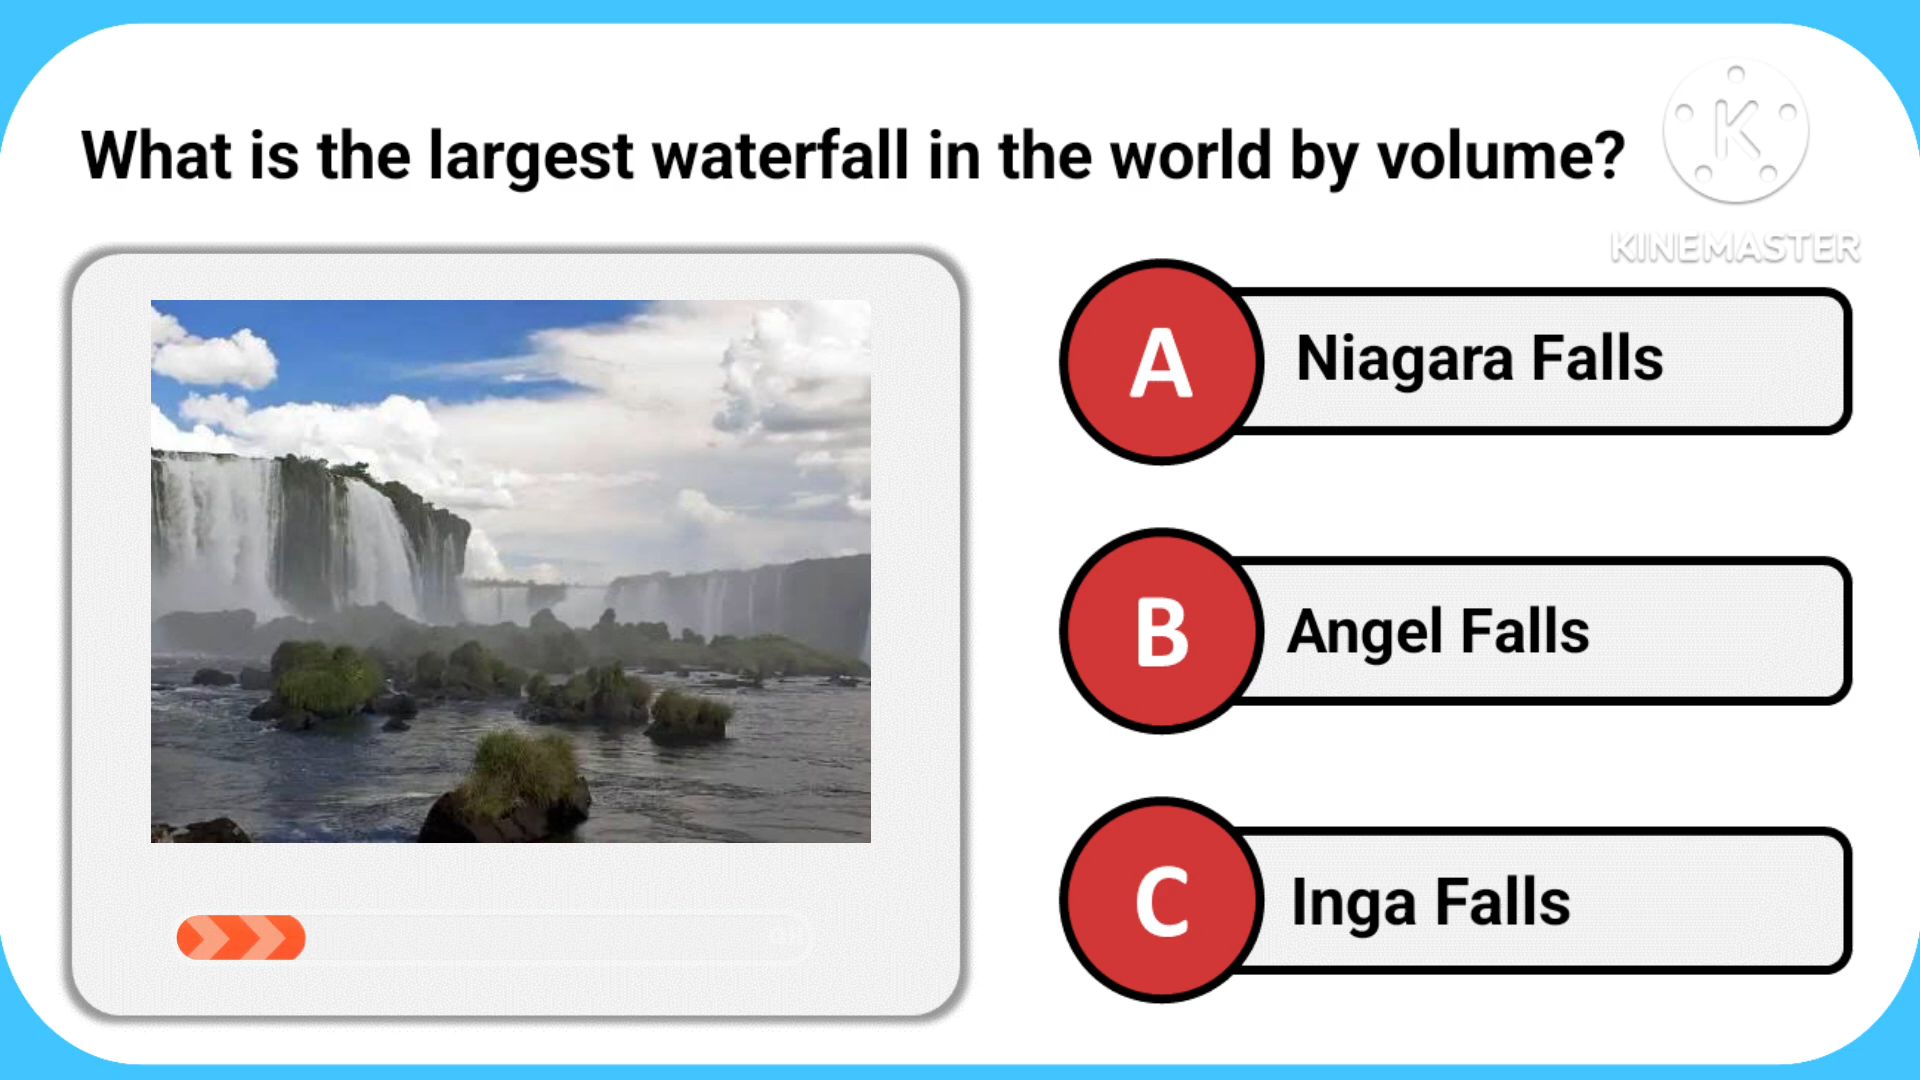 What is the largest waterfall in the world by volume?
K
KINEMASTER
A
Niagara Falls
B
Angel Falls
C
Inga Falls